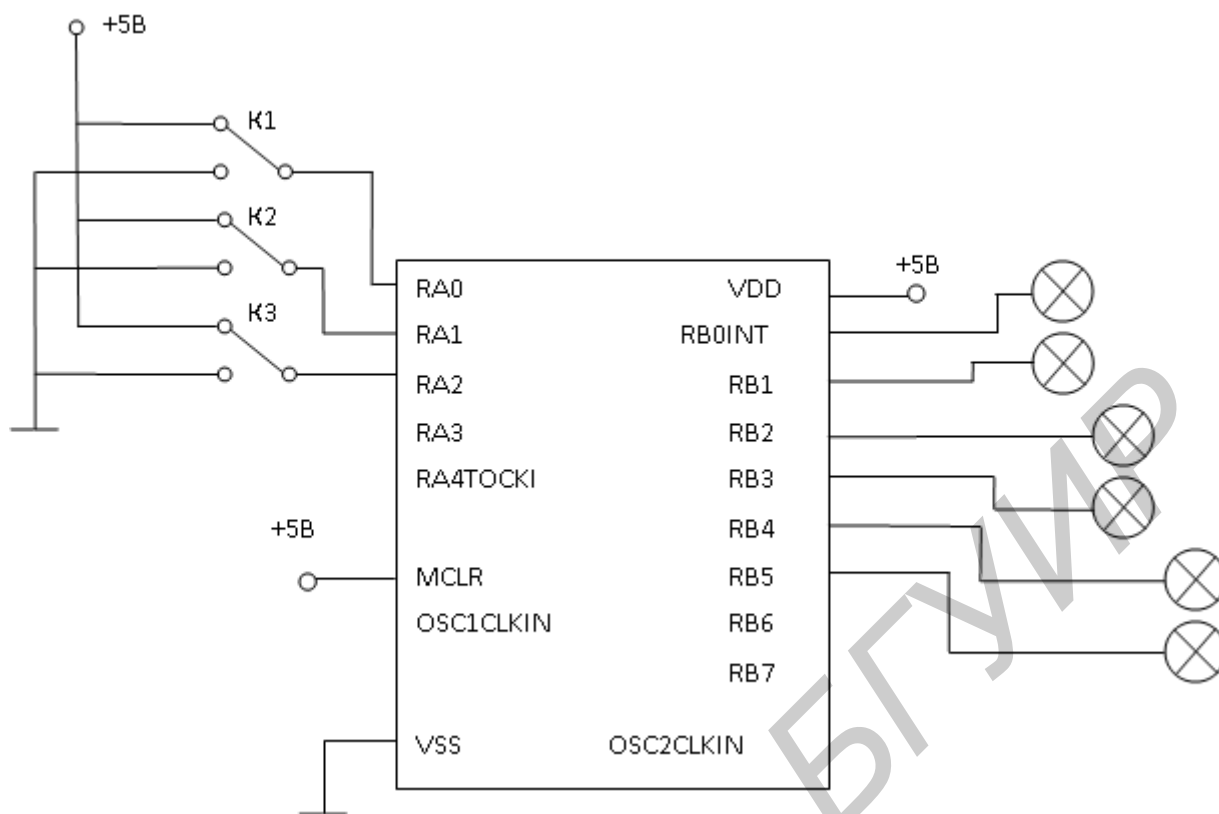 +5В
К1
К2
К3
RA0
RA1
RA2
RA3
RA4TOCKI
+5В
MCLR
OSC1CLKIN
VSS
VDD
+5В
RB0INT
RB1
RB2
RB3
RB4
RB5
RB6
RB7
OSC2CLKIN
БГУИР